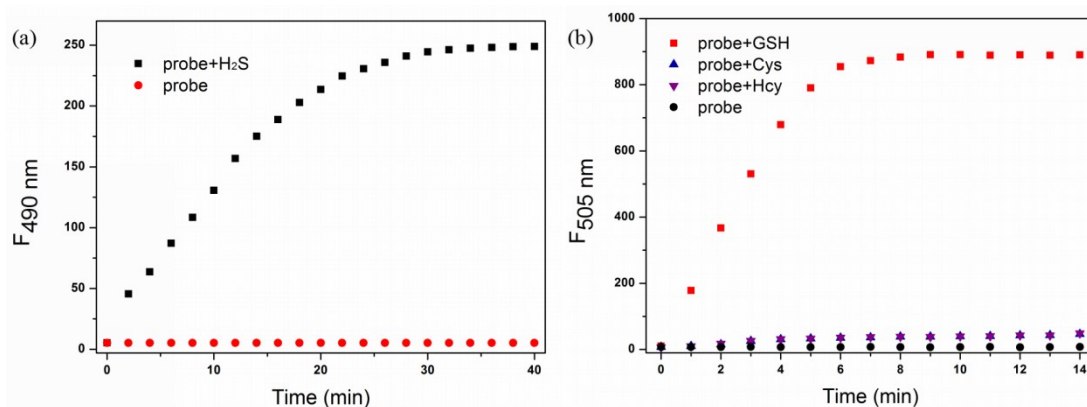 (a)
250
200
150
100
50
0
F490 nm
probe+H₂S
probe
0 10 20 30 40
Time (min)
(b)
1000
800
600
400
200
0
F505 nm
probe+GSH
probe+Cys
probe+Hcy
probe
0 2 4 6 8 10 12 14
Time (min)